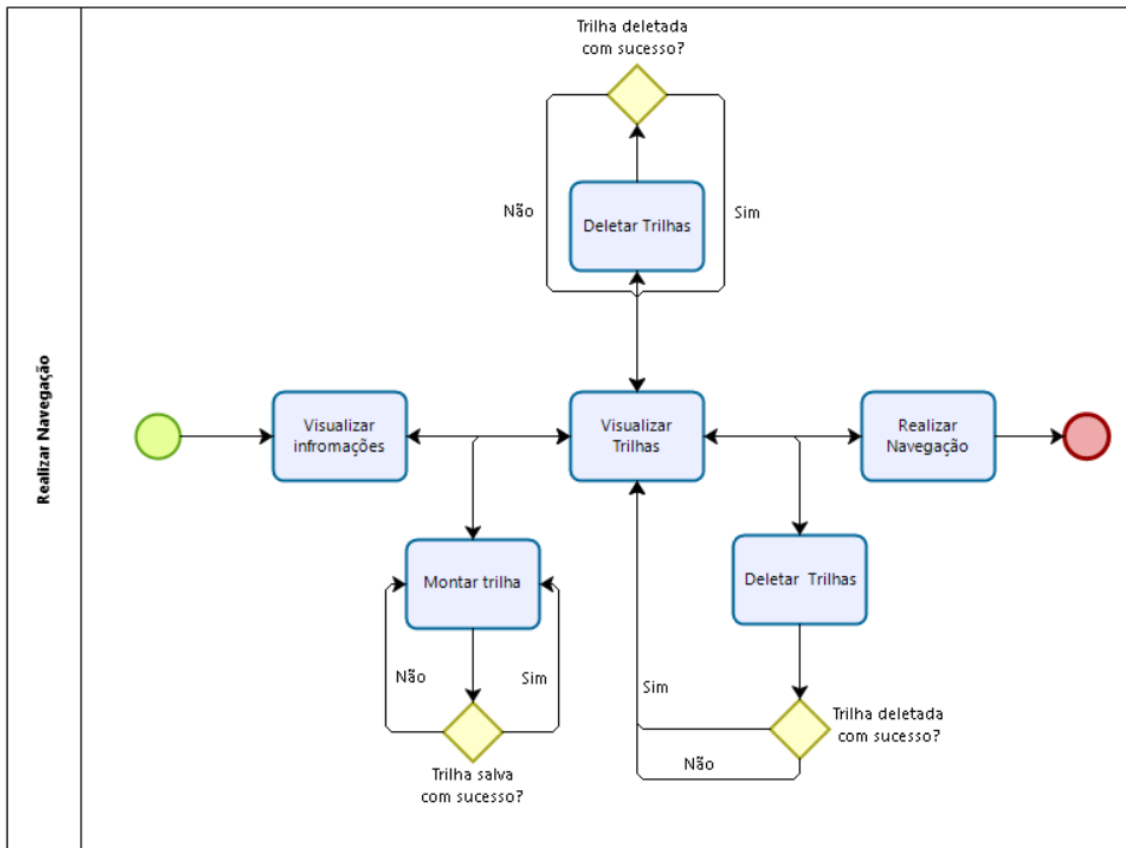 Realizar Navegação
Trilha deletada
com sucesso?
Não
Sim
Deletar Trilhas
Visualizar
infromações
Visualizar
Trilhas
Realizar
Navegação
Montar trilha
Deletar  Trilhas
Não
Sim
Sim
Não
Trilha deletada
com sucesso?
Trilha salva
com sucesso?